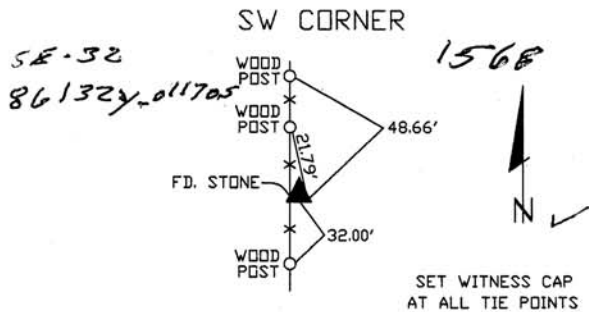 SW CORNER
SE-32
86132y-011705
1568
WOOD
POST
WOOD
POST
48.66'
21.79'
FD. STONE
32.00'
WOOD
POST
N
SET WITNESS CAP
AT ALL TIE POINTS